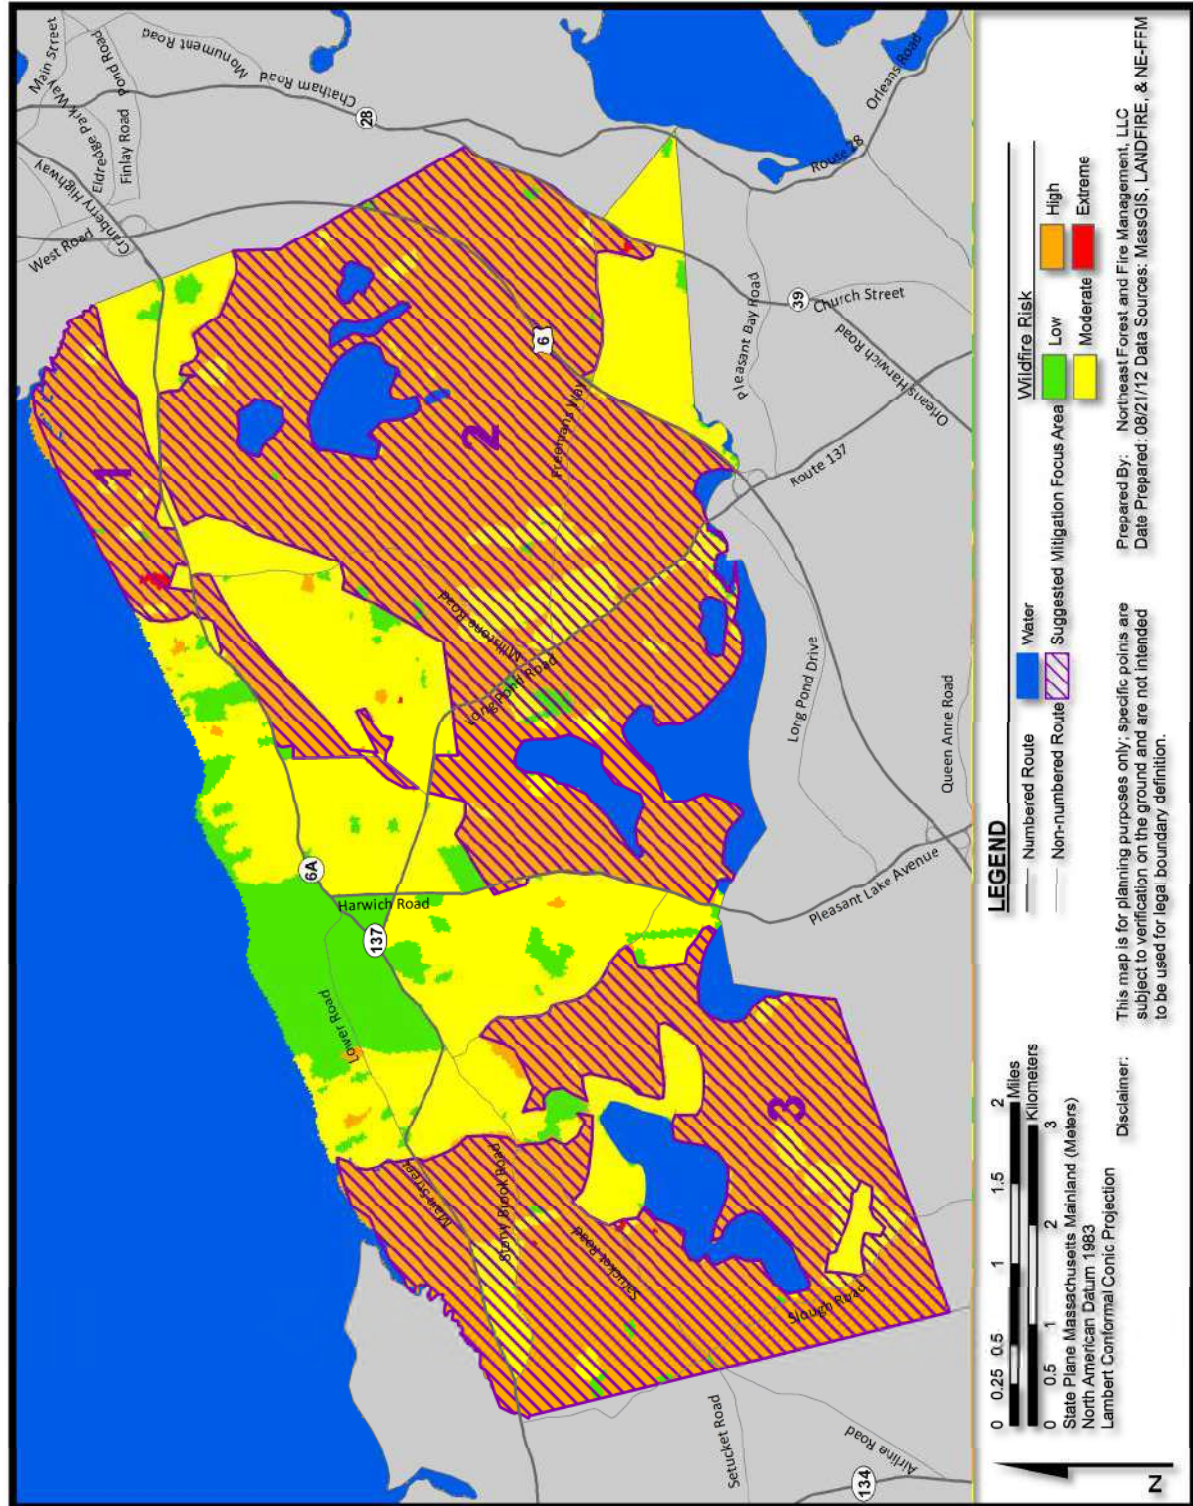 Main Street
Pond Road
Monument Road
Chatham Road
28
Eldredge Park Way
Finlay Road
Cranberry Highway
West Road
Orleans Road
Route 28
1
2
6
Freemans Way
Pleasant Bay Road
39
Church Street
Orleans Harwich Road
Route 137
Millstone Road
Long Pond Road
Long Pond Drive
Queen Anne Road
6A
Harwich Road
137
Pleasant Lake Avenue
Lower Road
3
Main Street
Stony Brook Road
Satucket Road
Slough Road
Setucket Road
Airline Road
134
N
0 0.25 0.5 1 1.5 2
Miles
Kilometers
0 0.5 1 2 3
State Plane Massachusetts Mainland (Meters)
North American Datum 1983
Lambert Conformal Conic Projection
LEGEND
Numbered Route
Non-numbered Route
Water
Suggested Mitigation Focus Area
Wildfire Risk
Low
High
Moderate
Extreme
Disclaimer:
This map is for planning purposes only; specific points are
subject to verification on the ground and are not intended
to be used for legal boundary definition.
Prepared By: Northeast Forest and Fire Management, LLC
Date Prepared: 08/21/12 Data Sources: MassGIS, LANDFIRE, & NE-FFM